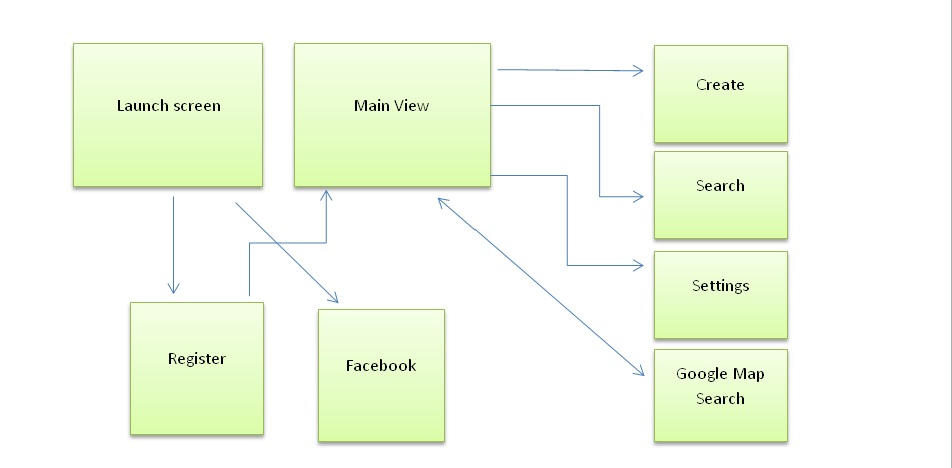 Launch screen
Main View
Create
Search
Settings
Register
Facebook
Google Map
Search